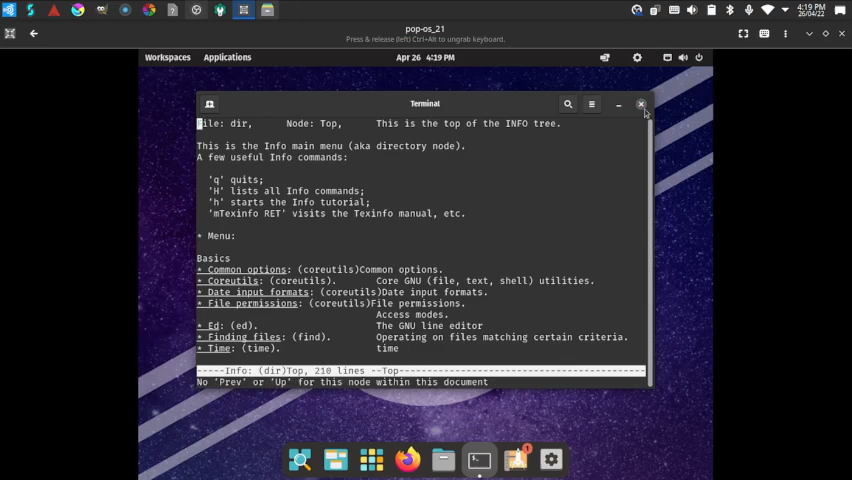 4:19 PM
26/04/22
pop-os_21
Press & release (left) Ctrl+Alt to ungrab keyboard.
Workspaces Applications Apr 26 4:19 PM
Terminal
File: dir, Node: Top, This is the top of the INFO tree.
This is the Info main menu (aka directory node).
A few useful Info commands:
'q' quits;
'H' lists all Info commands;
'h' starts the Info tutorial;
'mTexinfo RET' visits the Texinfo manual, etc.
* Menu:
Basics
* Common options: (coreutils)Common options.
* Coreutils: (coreutils). Core GNU (file, text, shell) utilities.
* Date input formats: (coreutils)Date input formats.
* File permissions: (coreutils)File permissions.
Access modes.
* Ed: (ed). The GNU line editor
* Finding files: (find). Operating on files matching certain criteria.
* Time: (time). time
-----Info: (dir)Top, 210 lines --Top-------------------------------------------
No 'Prev' or 'Up' for this node within this document
1